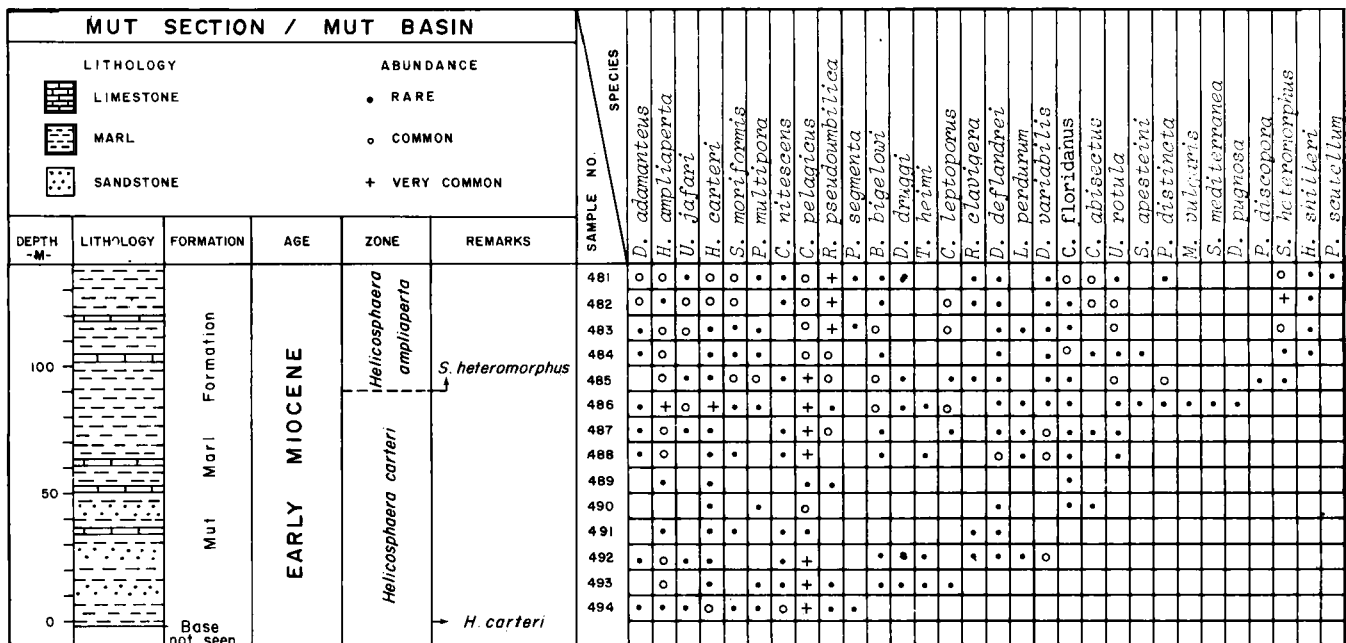 MUT SECTION / MUT BASIN
LITHOLOGY
ABUNDANCE
LIMESTONE
• RARE
MARL
o COMMON
SANDSTONE
+ VERY COMMON
DEPTH -M-
LITHOLOGY
FORMATION
AGE
ZONE
REMARKS
SAMPLE NO.
SPECIES
D. adamanteus
H. ampliaperta
U. jafari
H. carteri
S. moriformis
P. multipora
C. nitescens
C. pelagicus
R. pseudoumbilica
P. segmenta
B. bigelowi
D. druggi
T. heimi
C. leptoporus
R. clavigera
D. deflandrei
L. perdurum
D. variabilis
C. floridanus
C. abisectus
U. rotula
S. apesteini
P. distincta
M. vulgaris
S. mediterranea
D. pugnosa
P. discopora
S. heteromorphus
H.
P. scutellum
100
50
0
Mut Marl Formation
Base
not seen
EARLY MIOCENE
Helicosphaera
ampliaperta
Helicosphaera carteri
S. heteromorphus
H. carteri
481
482
483
484
485
486
487
488
489
490
491
492
493
494